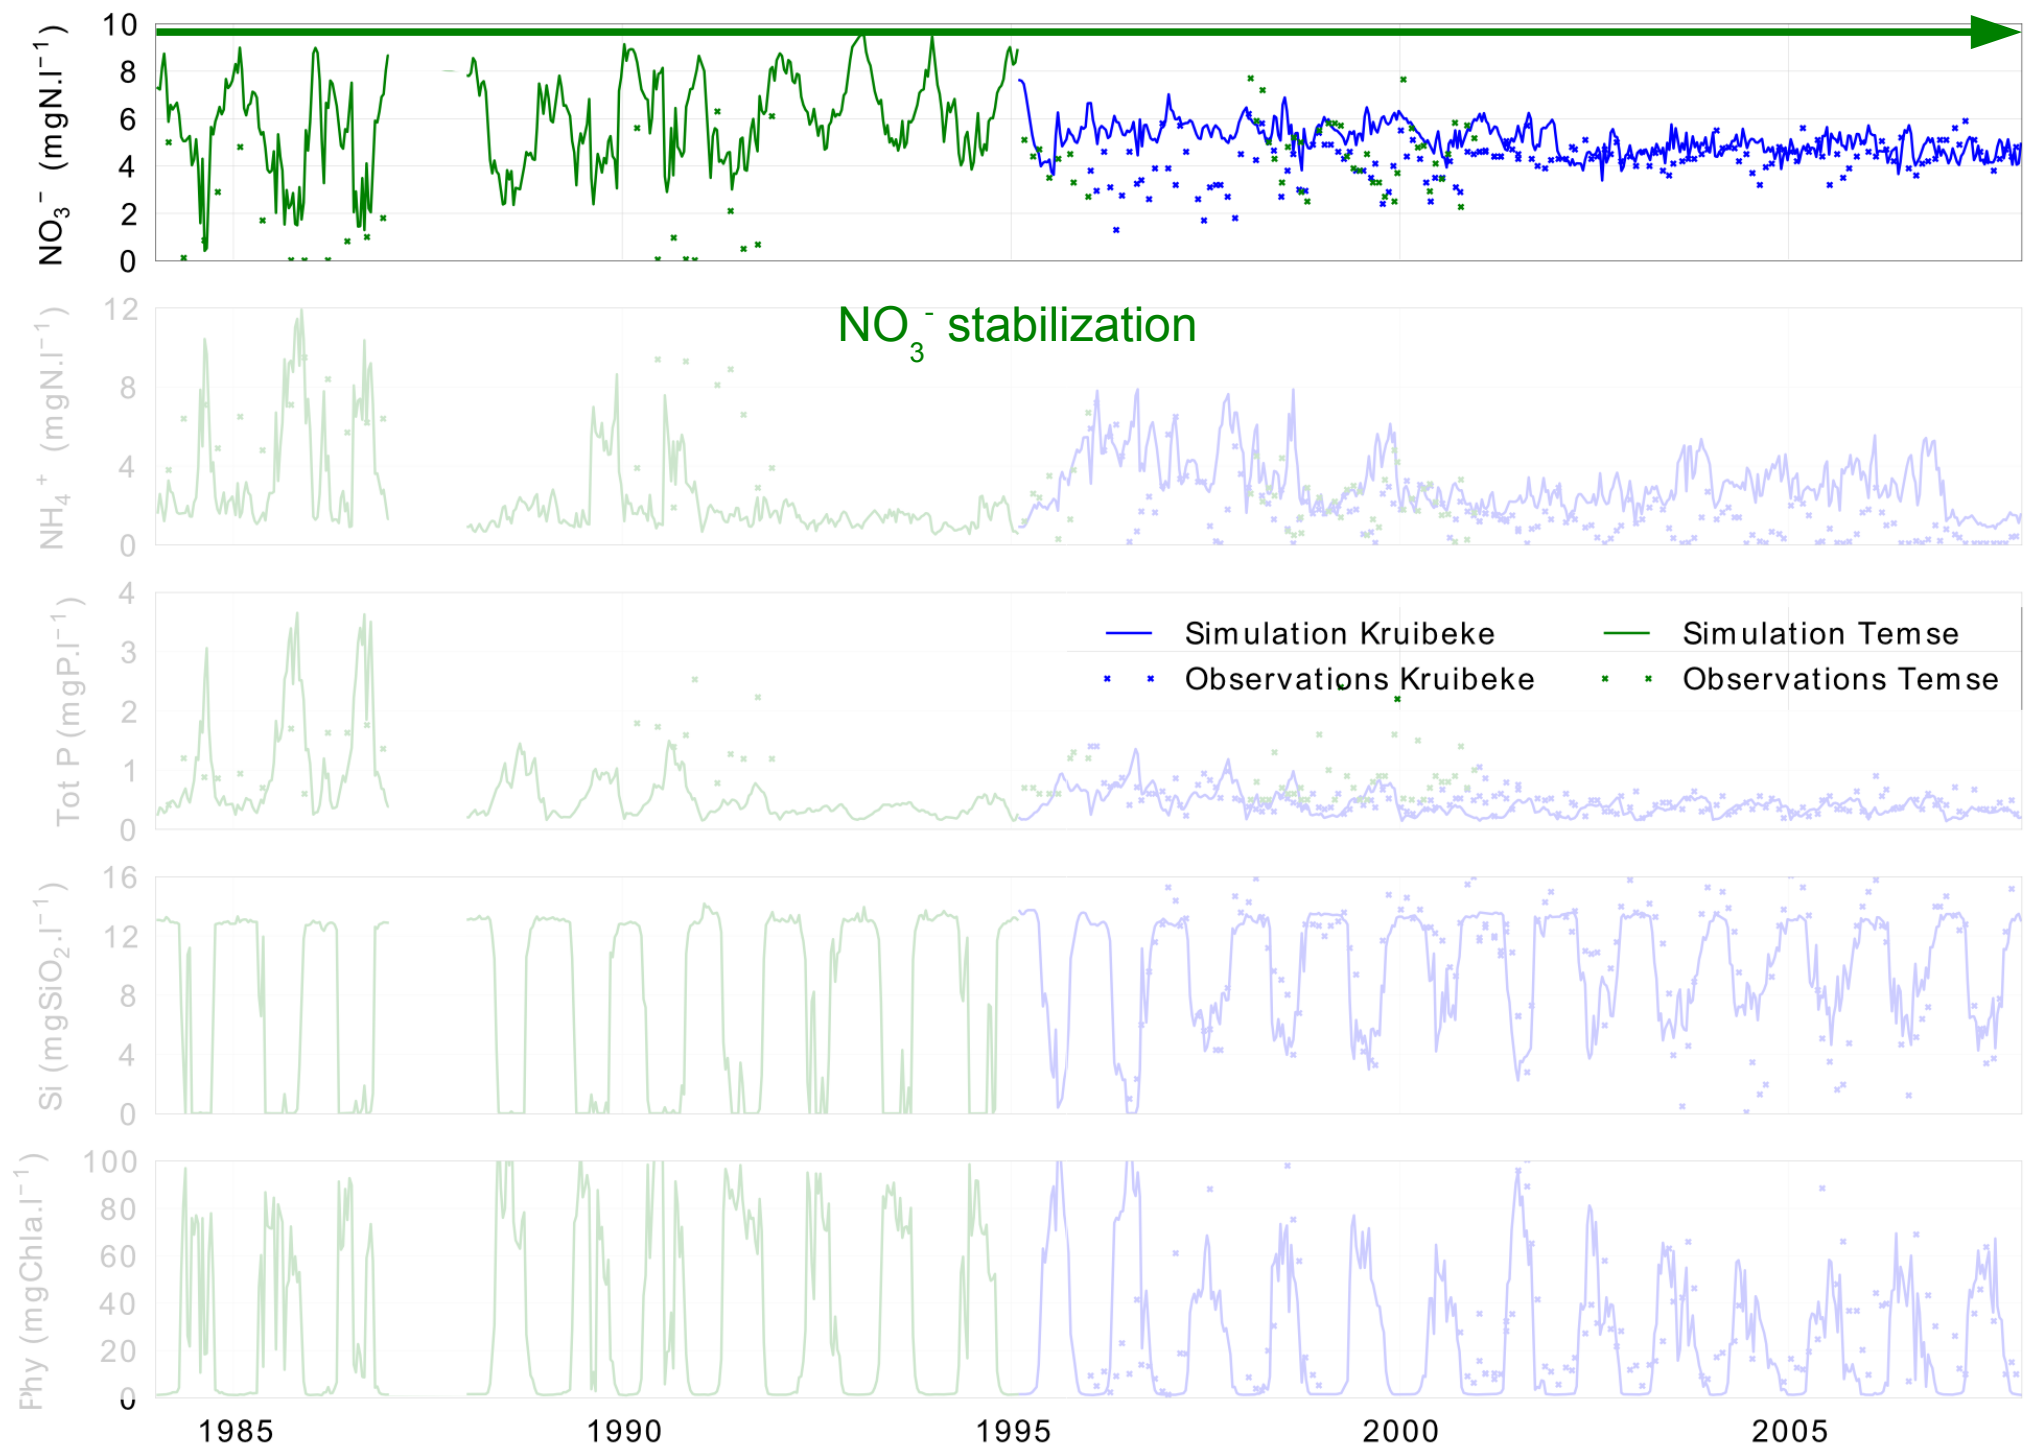 NO₃⁻ (mgN.l⁻¹)
10
8
6
4
2
0
NO₃⁻ stabilization
NH₄⁺ (mgN.l⁻¹)
12
8
4
0
Tot P (mgP.l⁻¹)
4
3
2
1
0
Simulation Kruibeke
Simulation Temse
Observations Kruibeke
Observations Temse
Si (mgSiO₂.l⁻¹)
16
12
8
4
0
Phy (mgChla.l⁻¹)
100
80
60
40
20
0
1985 1990 1995 2000 2005